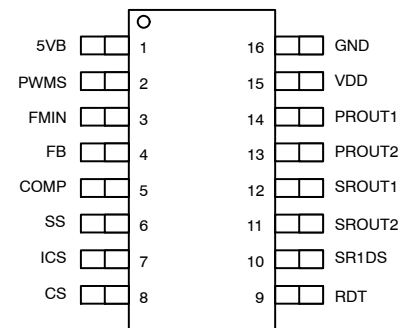 5VB 1 16 GND
PWMS 2 15 VDD
FMIN 3 14 PROUT1
FB 4 13 PROUT2
COMP 5 12 SROUT1
SS 6 11 SROUT2
ICS 7 10 SR1DS
CS 8 9 RDT